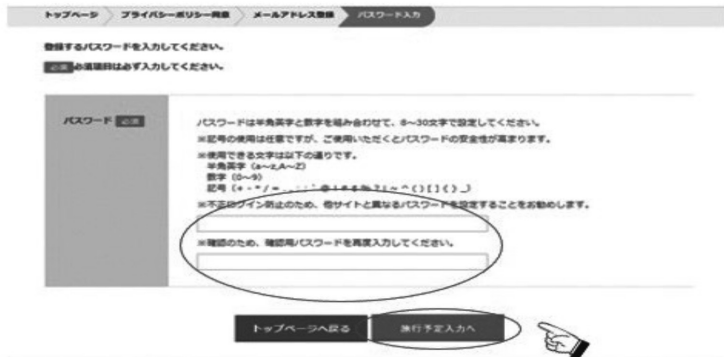 トップページ プライバシーポリシー同意 メールアドレス登録 パスワード入力
登録するパスワードを入力してください。
必須 必須項目は必ず入力してください。
パスワード 必須
パスワードは半角英字と数字を組み合わせて、8～30文字で設定してください。
※記号の使用は任意ですが、ご使用いただくとパスワードの安全性が高まります。
※使用できる文字は以下の通りです。
半角英字（a～z,A～Z）
数字（0～9）
記号
※不正ログイン防止のため、他サイトと異なるパスワードを設定することをお勧めします。
※確認のため、確認用パスワードを再度入力してください。
トップページへ戻る 旅行予定入力へ